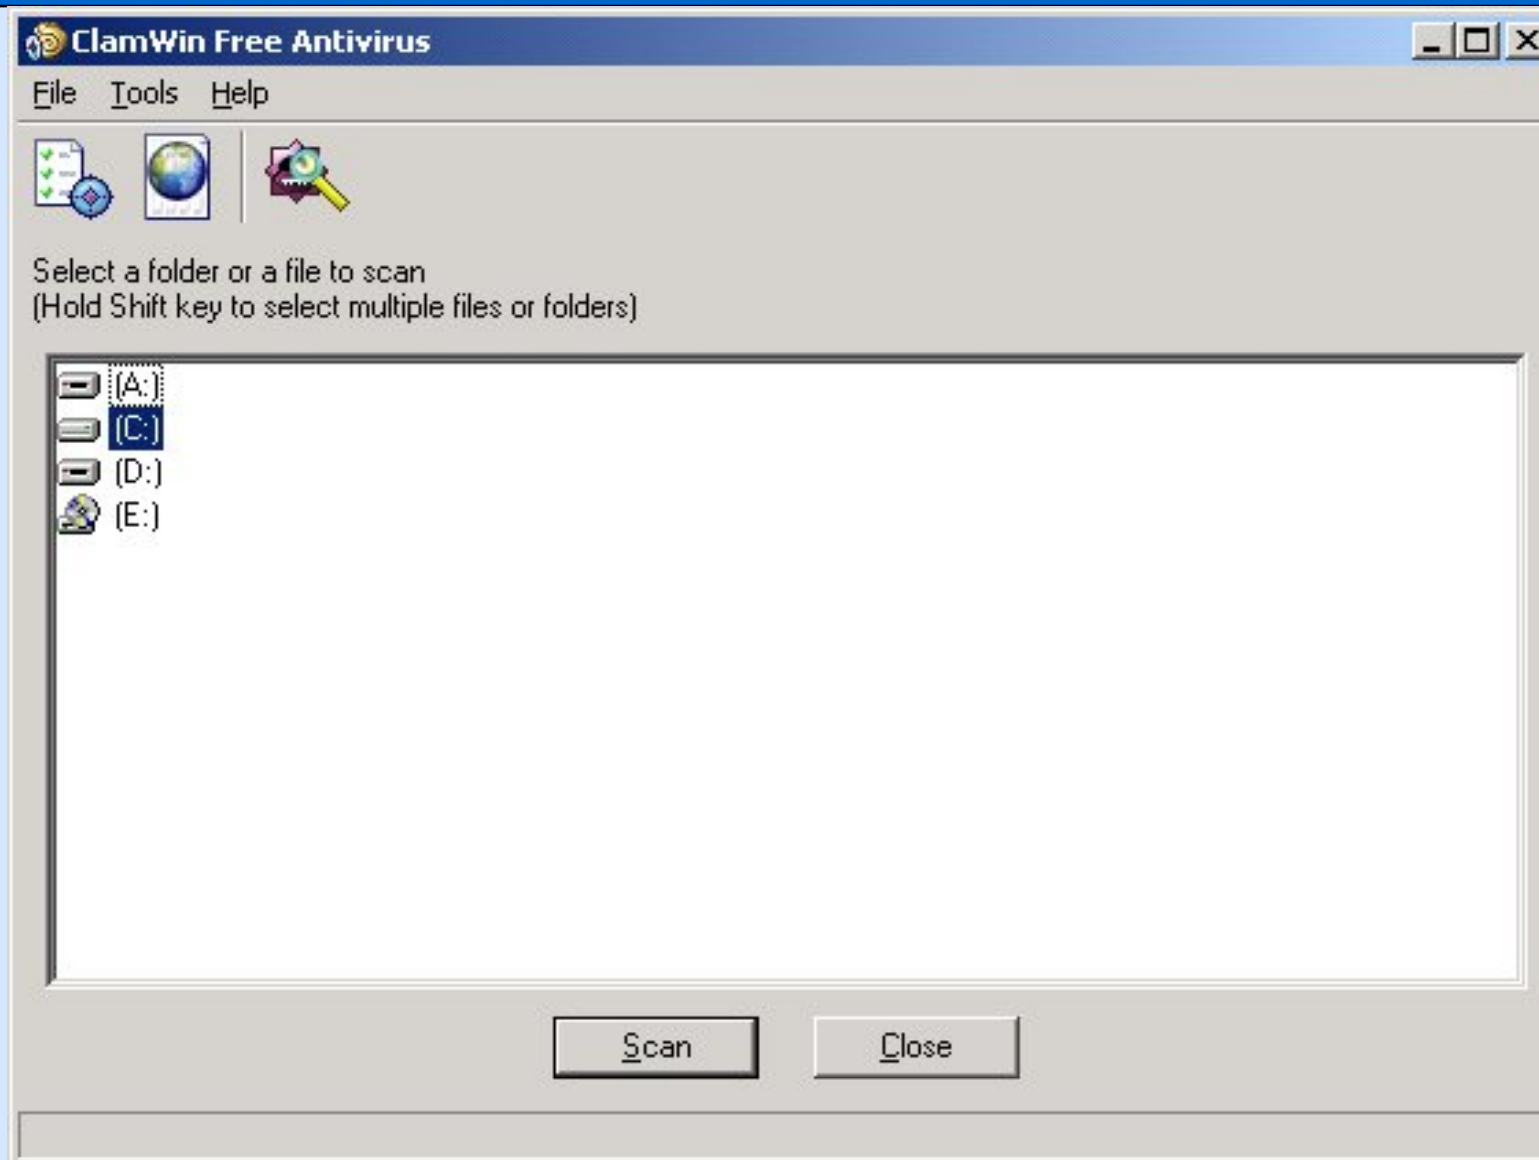 ClamWin Free Antivirus
File Tools Help
Select a folder or a file to scan
(Hold Shift key to select multiple files or folders)
(A:)
(C:)
(D:)
(E:)
Scan Close